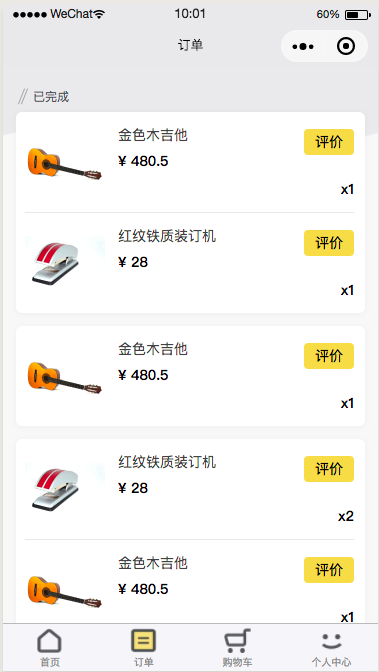 WeChat 10:01 60%
订单
已完成
金色木吉他 评价
¥ 480.5
x1
红纹铁质装订机 评价
¥ 28
x1
金色木吉他 评价
¥ 480.5
x1
红纹铁质装订机 评价
¥ 28
x2
金色木吉他 评价
¥ 480.5
x1
首页 订单 购物车 个人中心